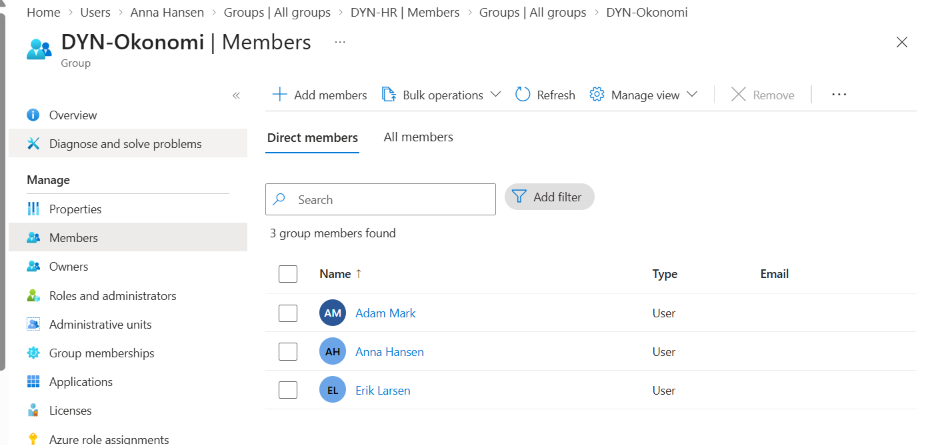 Home > Users > Anna Hansen > Groups | All groups > DYN-HR | Members > Groups | All groups > DYN-Okonomi
DYN-Okonomi | Members ...
Group
Add members Bulk operations Refresh Manage view Remove ...
Overview
Diagnose and solve problems
Manage
Properties
Members
Owners
Roles and administrators
Administrative units
Group memberships
Applications
Licenses
Azure role assignments
Direct members All members
Search Add filter
3 group members found
Name ↑ Type Email
AM Adam Mark User
AH Anna Hansen User
EL Erik Larsen User